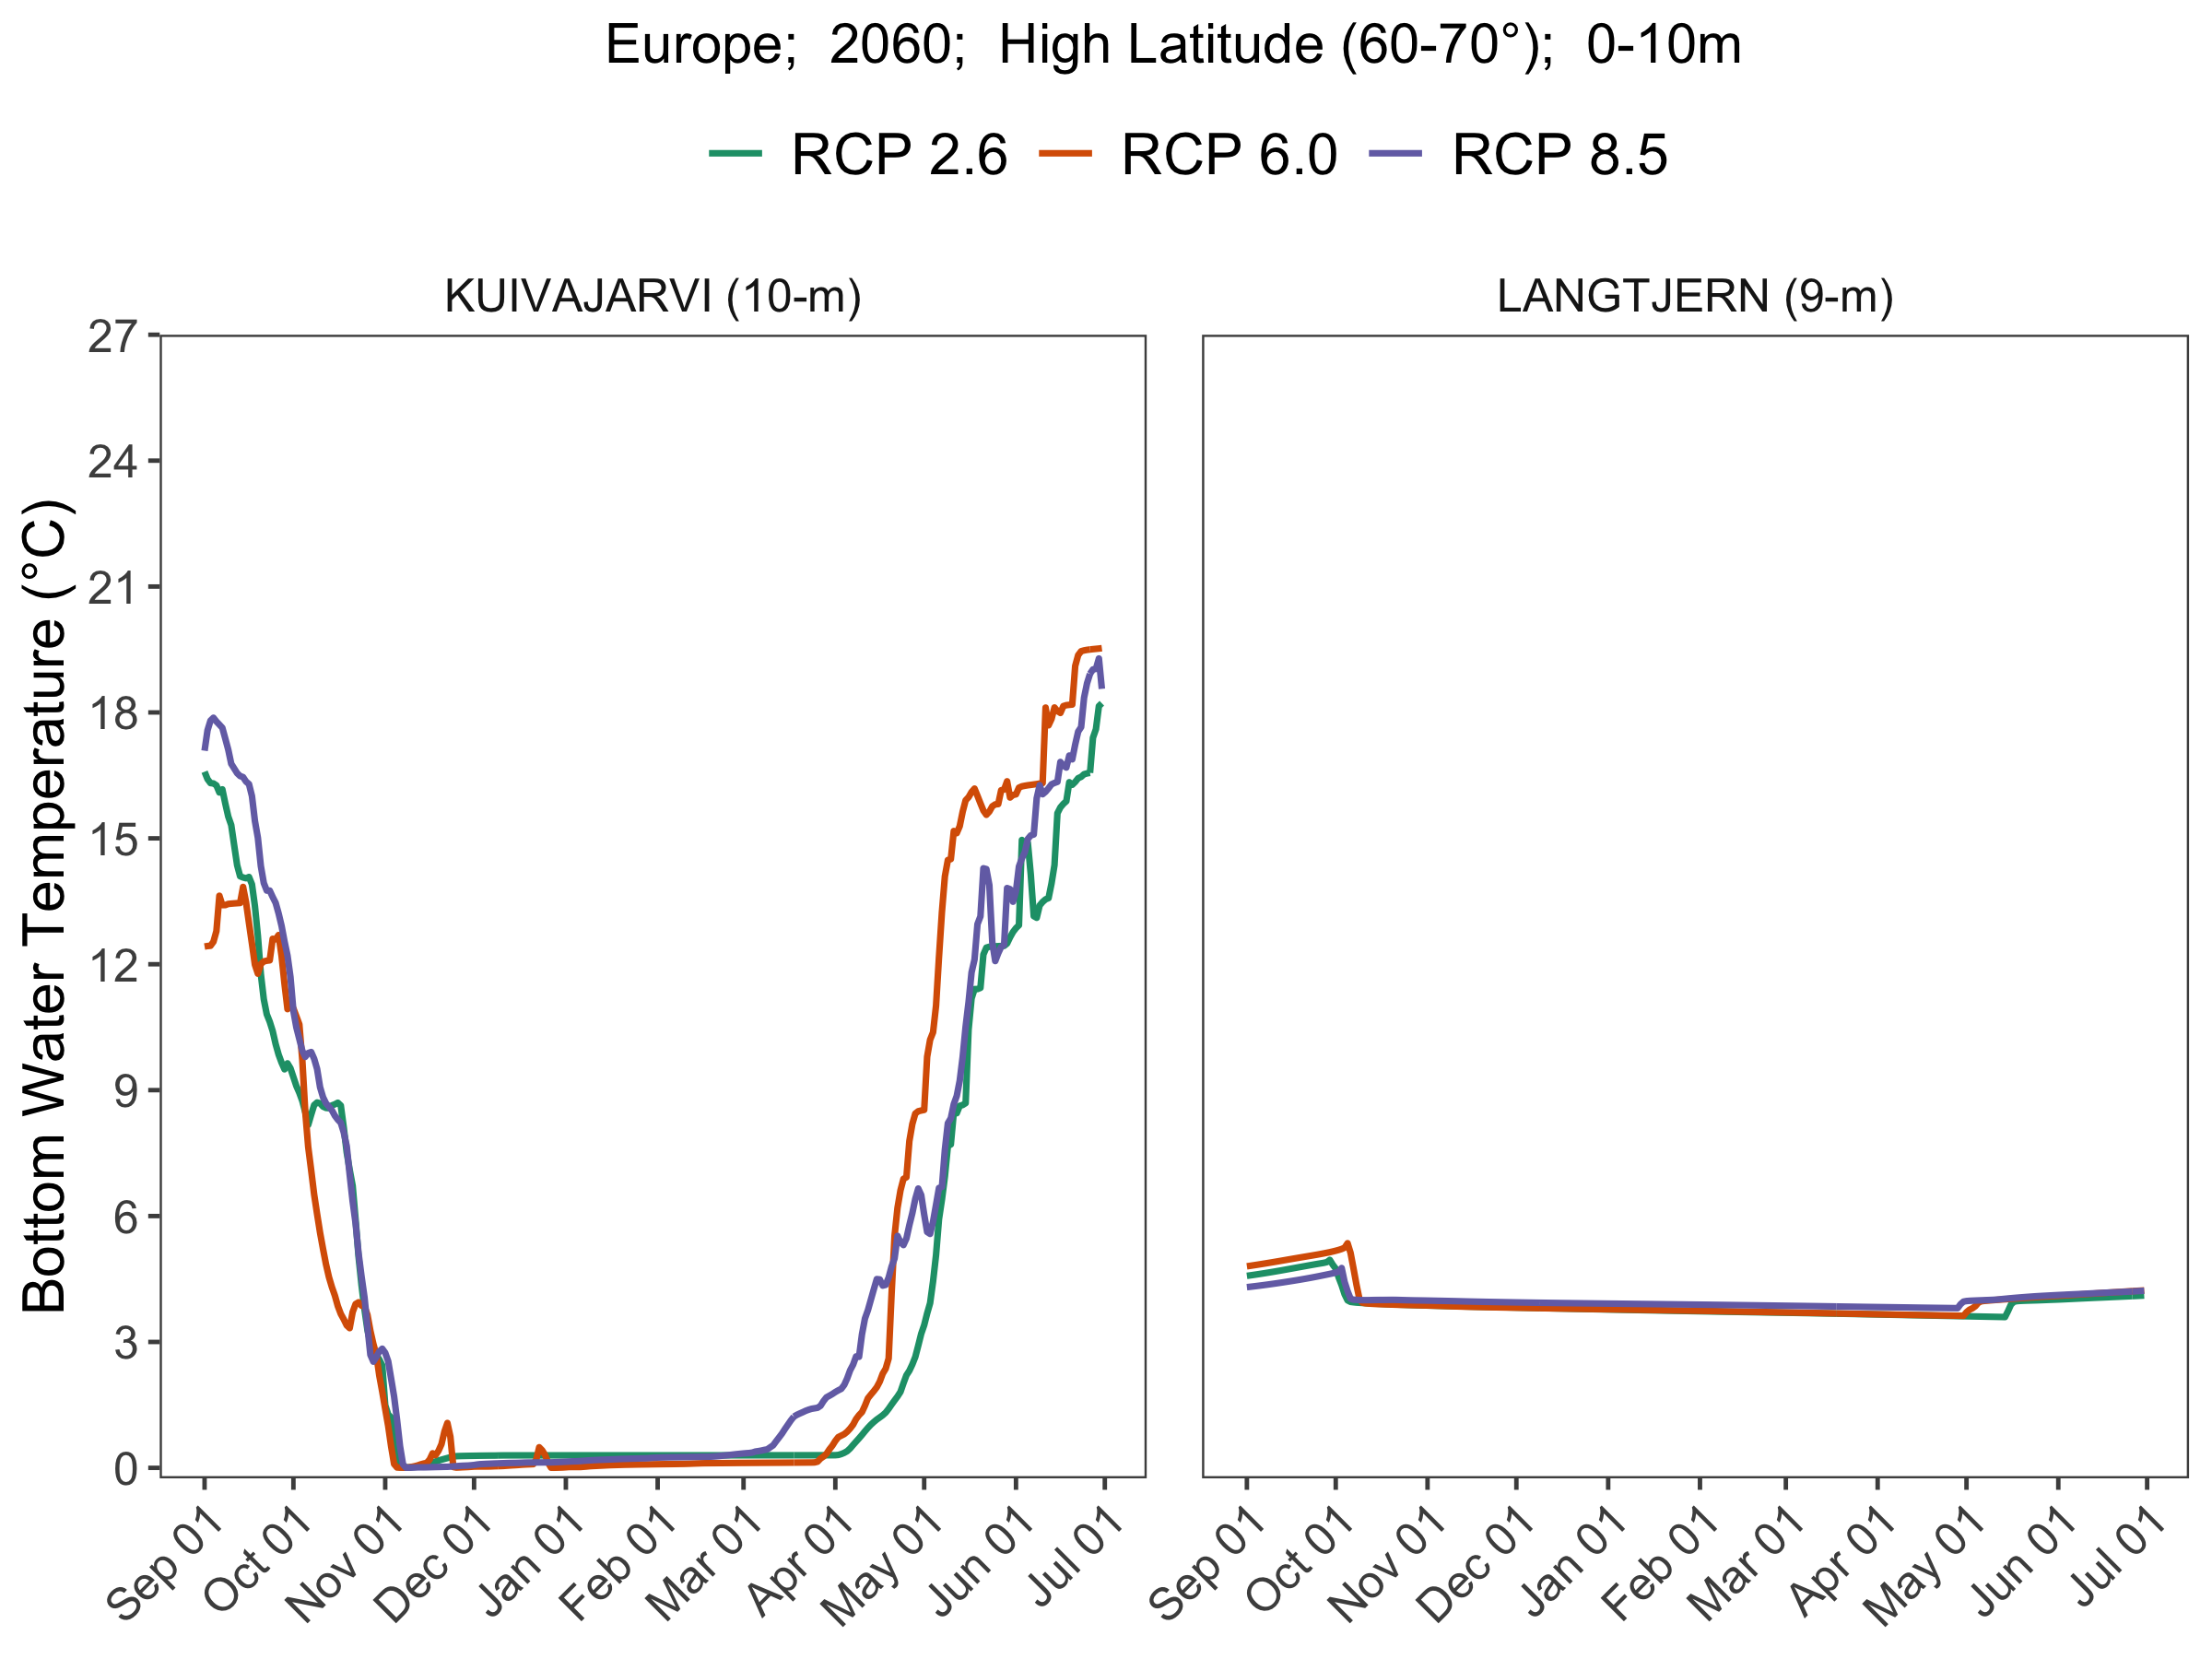 Europe;  2060;  High Latitude (60-70°);  0-10m
RCP 2.6 RCP 6.0 RCP 8.5
KUIVAJARVI (10-m) LANGTJERN (9-m)
Bottom Water Temperature (°C)
27
24
21
18
15
12
9
6
3
0
Sep 01 Oct 01 Nov 01 Dec 01 Jan 01 Feb 01 Mar 01 Apr 01 May 01 Jun 01 Jul 01
Sep 01 Oct 01 Nov 01 Dec 01 Jan 01 Feb 01 Mar 01 Apr 01 May 01 Jun 01 Jul 01